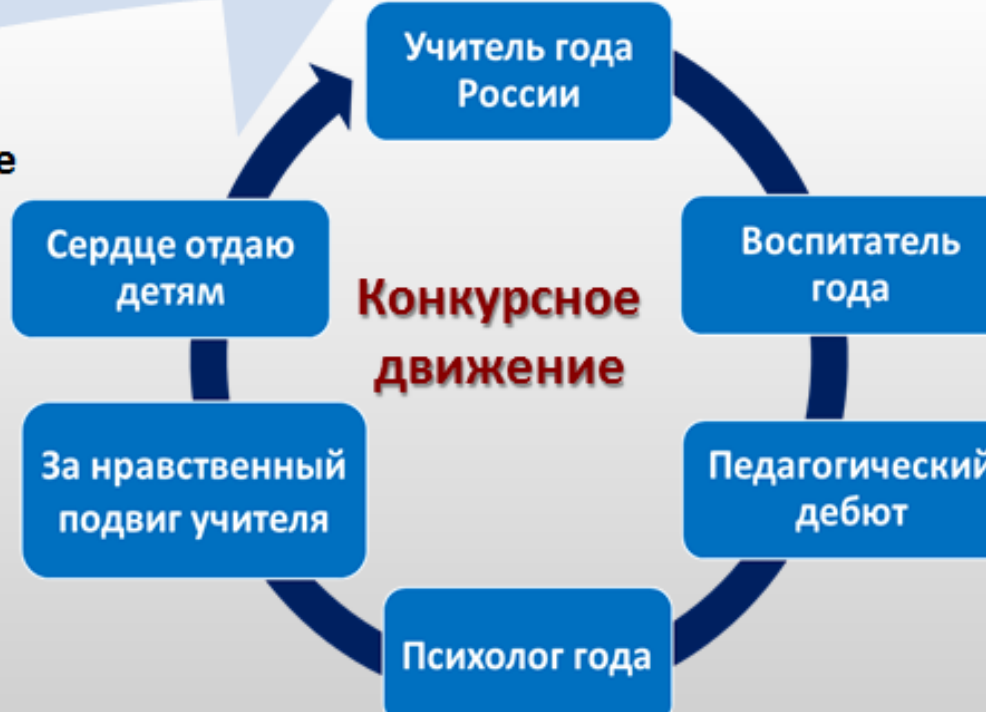 Учитель года
России
Сердце отдаю
детям
Воспитатель
года
Конкурсное
движение
За нравственный
подвиг учителя
Педагогический
дебют
Психолог года